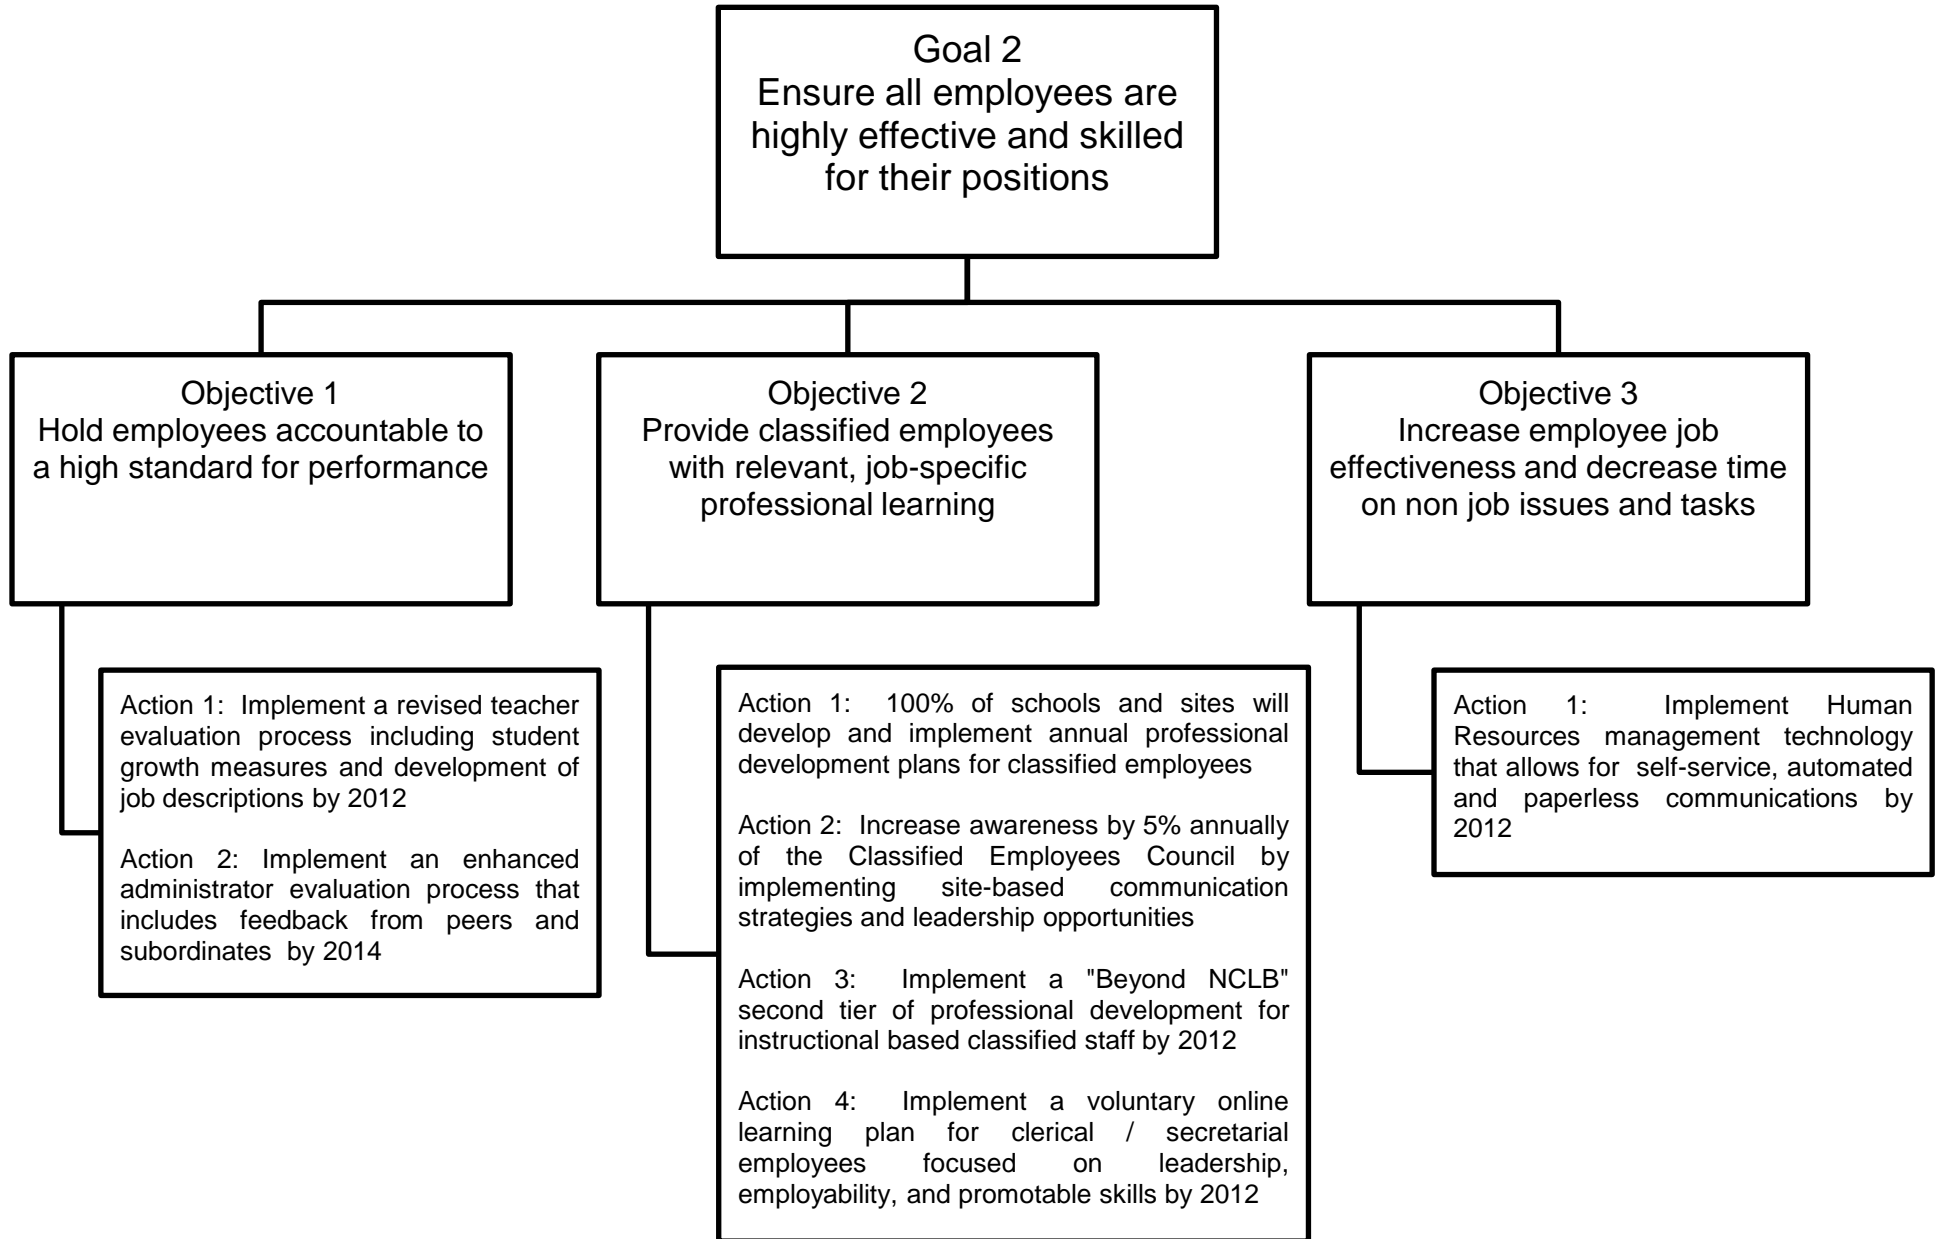 Goal 2
Ensure all employees are
highly effective and skilled
for their positions
Objective 1
Hold employees accountable to
a high standard for performance
Objective 2
Provide classified employees
with relevant, job-specific
professional learning
Objective 3
Increase employee job
effectiveness and decrease time
on non job issues and tasks
Action 1: Implement a revised teacher
evaluation process including student
growth measures and development of
job descriptions by 2012
Action 2: Implement an enhanced
administrator evaluation process that
includes feedback from peers and
subordinates by 2014
Action 1: 100% of schools and sites will
develop and implement annual professional
development plans for classified employees
Action 2: Increase awareness by 5% annually
of the Classified Employees Council by
implementing site-based communication
strategies and leadership opportunities
Action 3: Implement a "Beyond NCLB"
second tier of professional development for
instructional based classified staff by 2012
Action 4: Implement a voluntary online
learning plan for clerical / secretarial
employees focused on leadership,
employability, and promotable skills by 2012
Action 1: Implement Human
Resources management technology
that allows for self-service, automated
and paperless communications by
2012